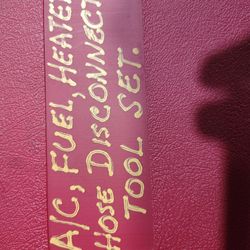 A/C, FUEL, HEATER
HOSE DISCONNECT
TOOL SET.